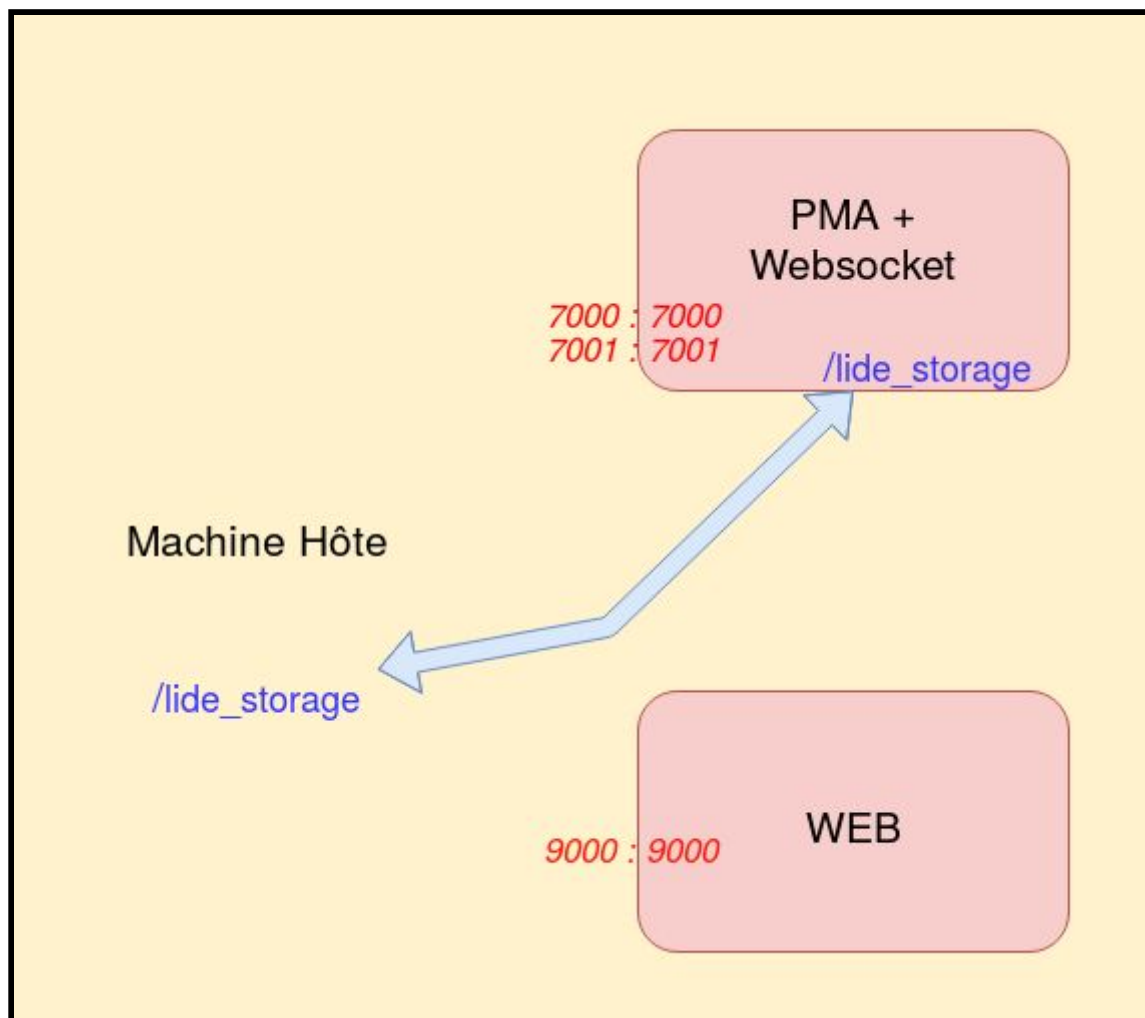 PMA +
Websocket
7000 : 7000
7001 : 7001
/lide_storage
Machine Hôte
/lide_storage
WEB
9000 : 9000